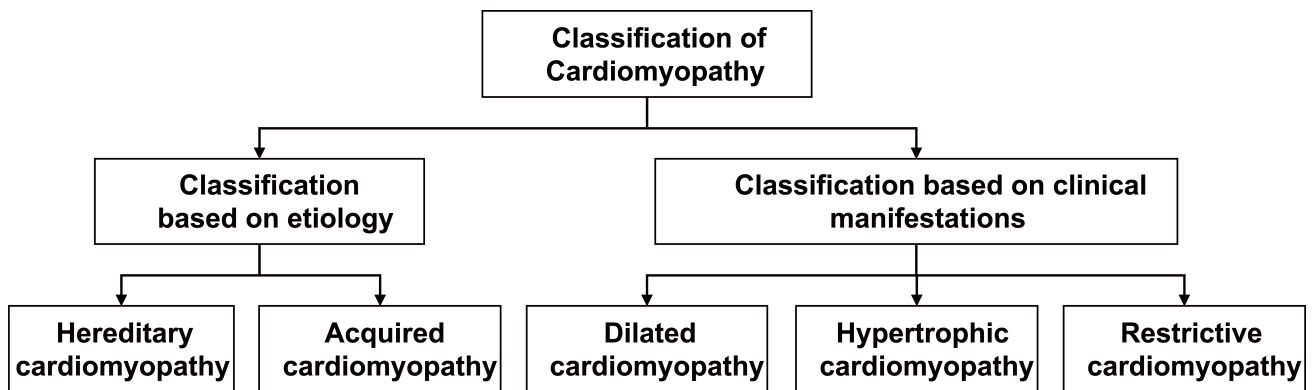 Classification of
Cardiomyopathy
Classification
based on etiology
Classification based on clinical
manifestations
Hereditary
cardiomyopathy
Acquired
cardiomyopathy
Dilated
cardiomyopathy
Hypertrophic
cardiomyopathy
Restrictive
cardiomyopathy